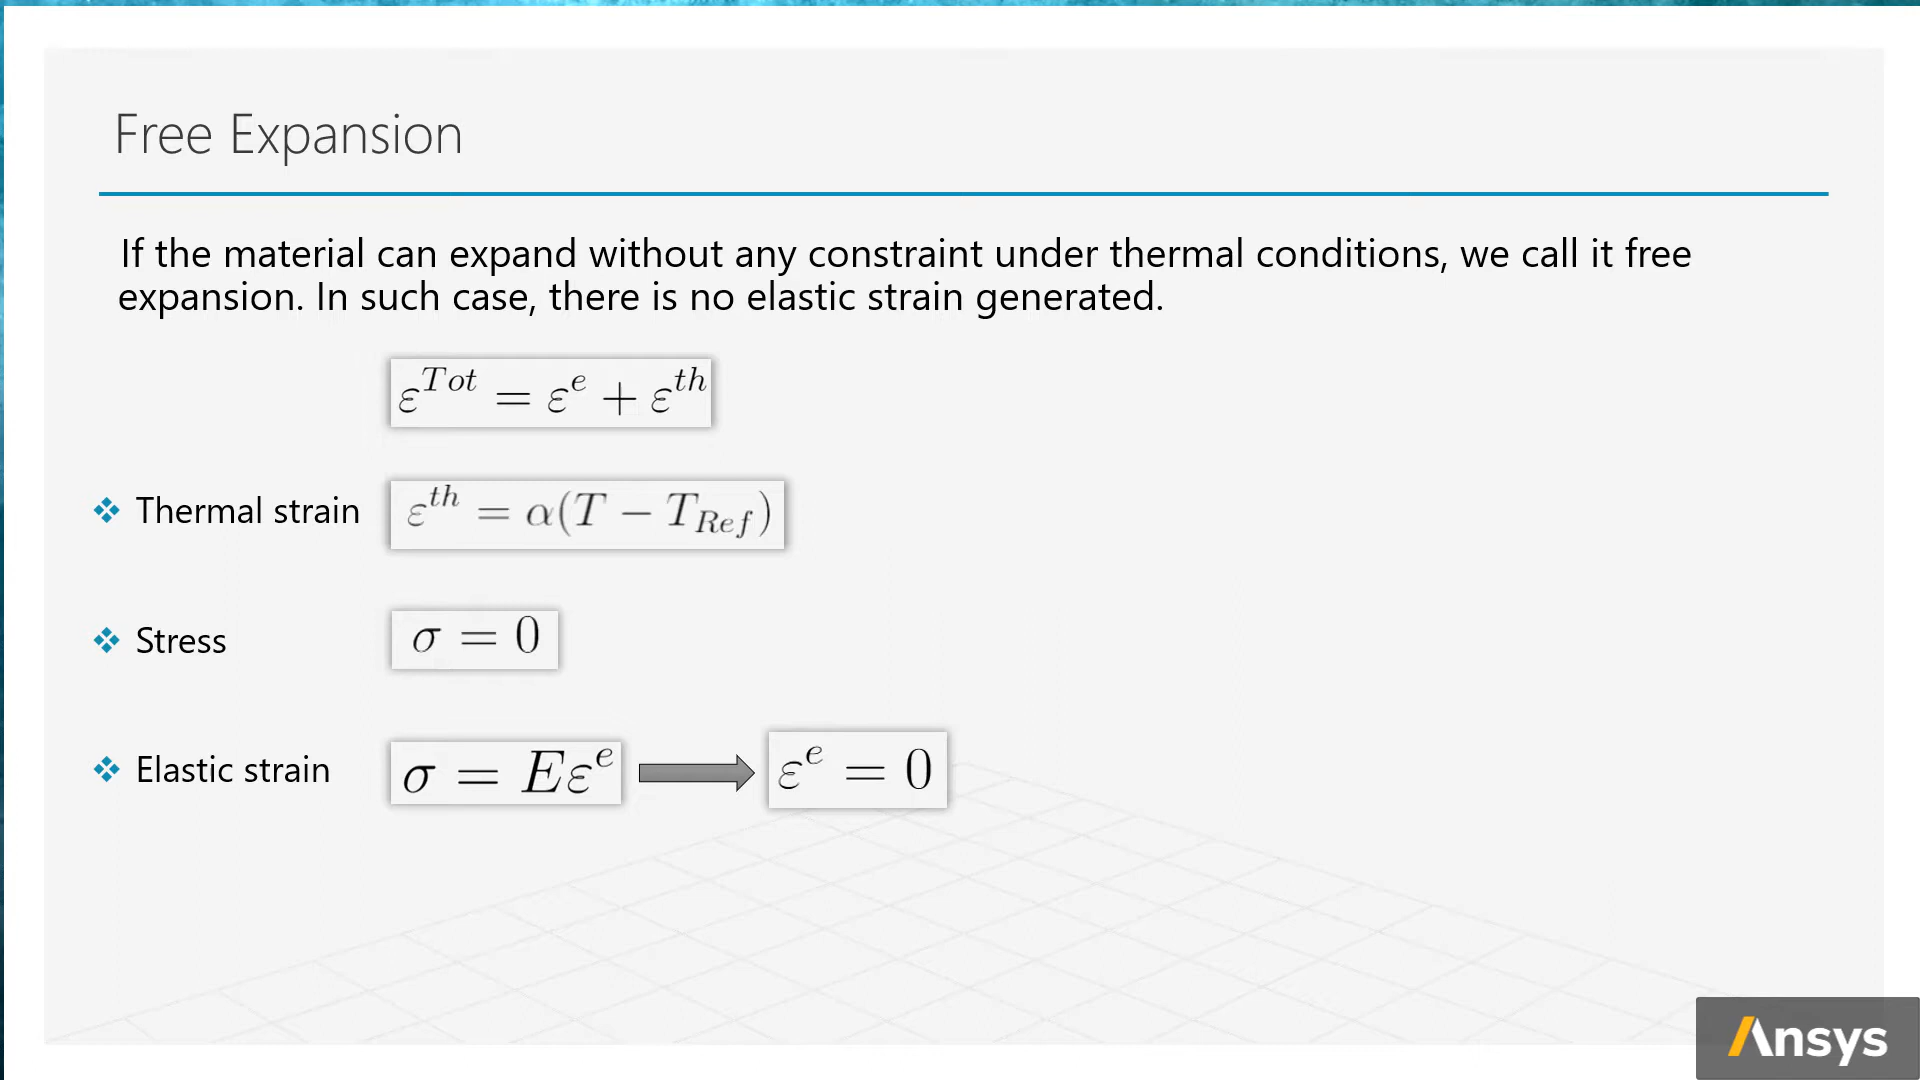 Free Expansion
If the material can expand without any constraint under thermal conditions, we call it free
expansion. In such case, there is no elastic strain generated.
ε^{Tot} = ε^{e} + ε^{th}
❖ Thermal strain ε^{th} = α(T − T_{Ref})
❖ Stress σ = 0
❖ Elastic strain σ = Eε^{e} ε^{e} = 0
Ansys